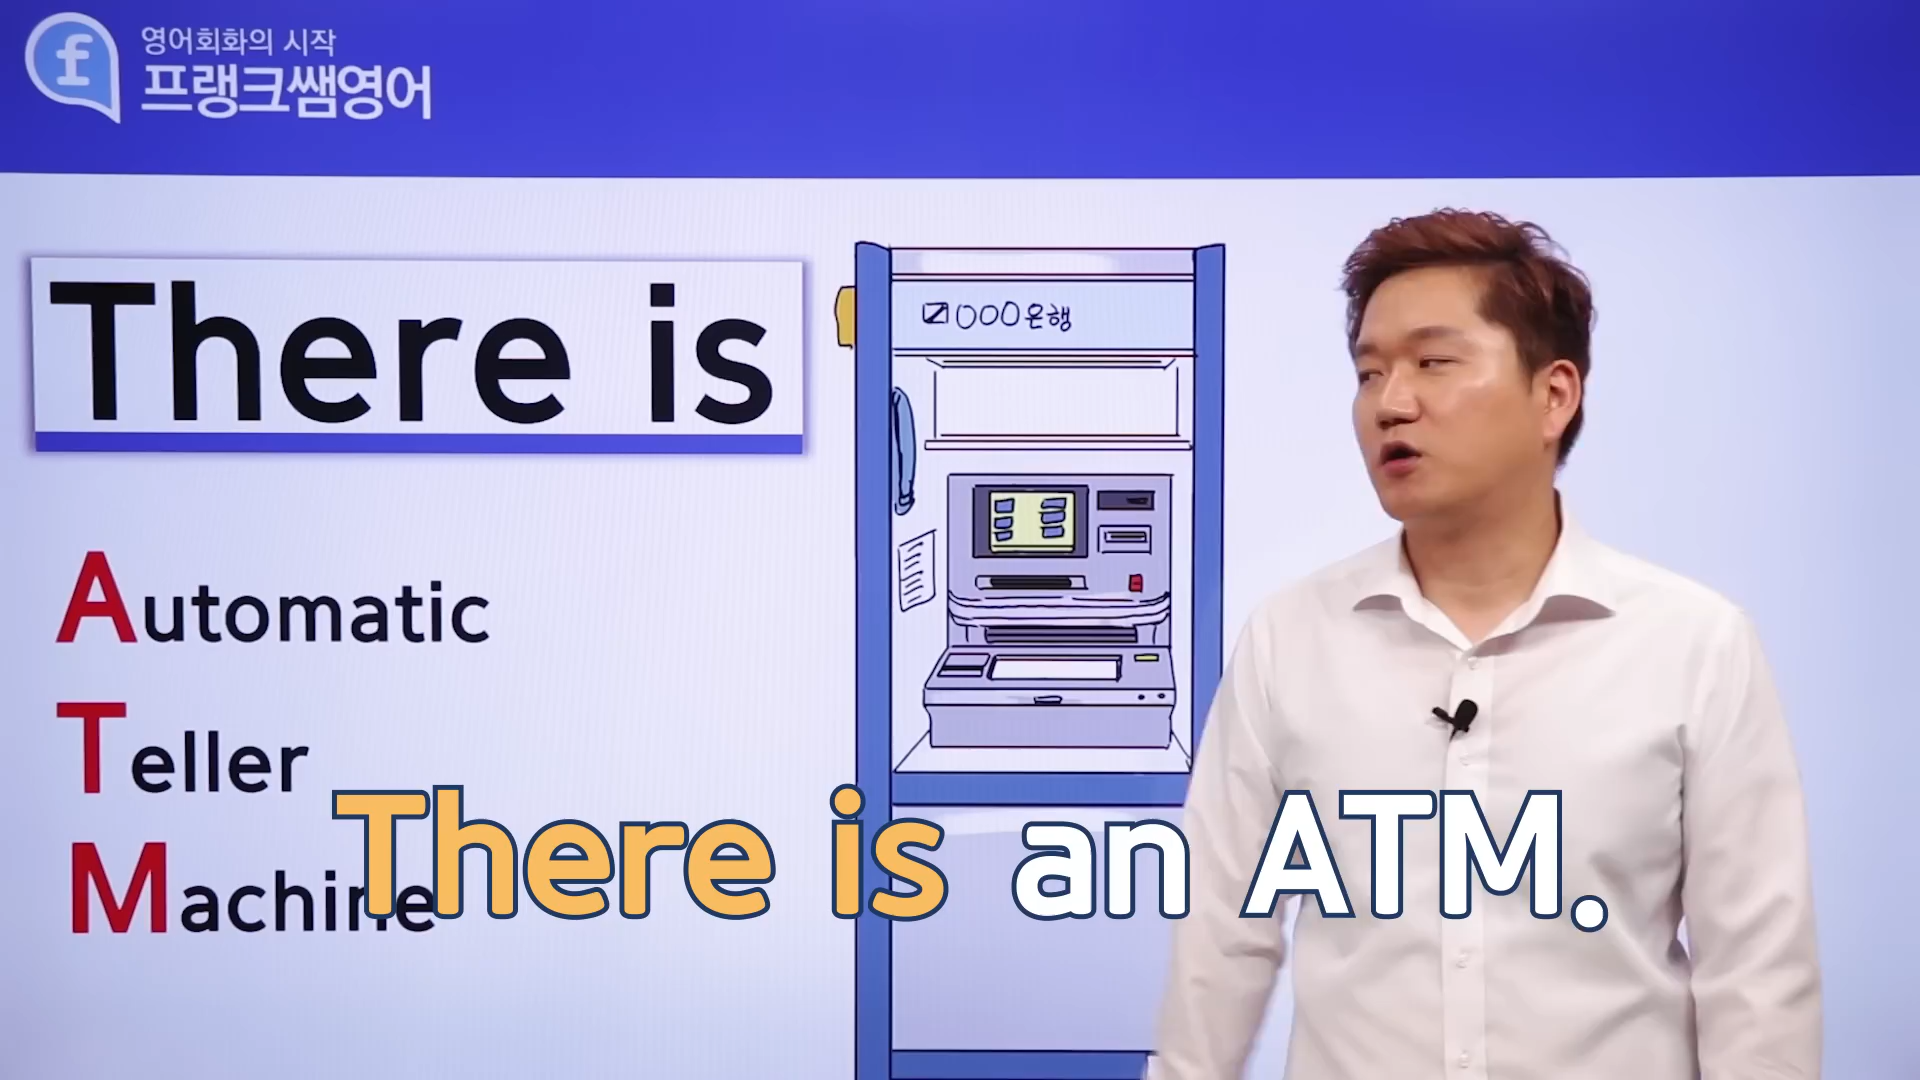 영어회화의 시작
프랭크쌤영어
There is
OOO은행
Automatic
Teller
Machine
There is an ATM.